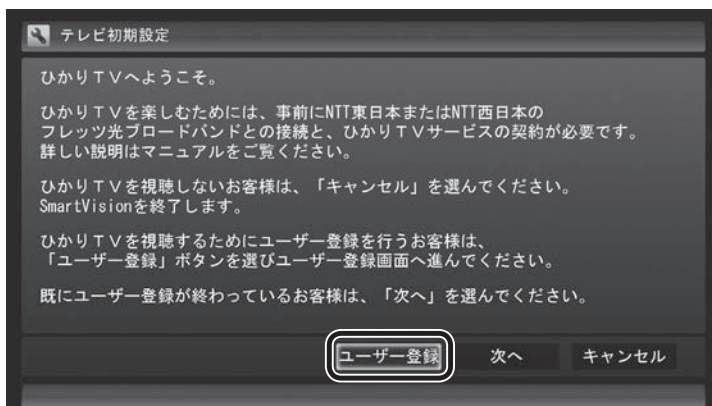 テレビ初期設定
ひかりＴＶへようこそ。
ひかりＴＶを楽しむためには、事前にNTT東日本またはNTT西日本の
フレッツ光ブロードバンドとの接続と、ひかりＴＶサービスの契約が必要です。
詳しい説明はマニュアルをご覧ください。
ひかりＴＶを視聴しないお客様は、「キャンセル」を選んでください。
SmartVisionを終了します。
ひかりＴＶを視聴するためにユーザー登録を行うお客様は、
「ユーザー登録」ボタンを選びユーザー登録画面へ進んでください。
既にユーザー登録が終わっているお客様は、「次へ」を選んでください。
ユーザー登録 次へ キャンセル